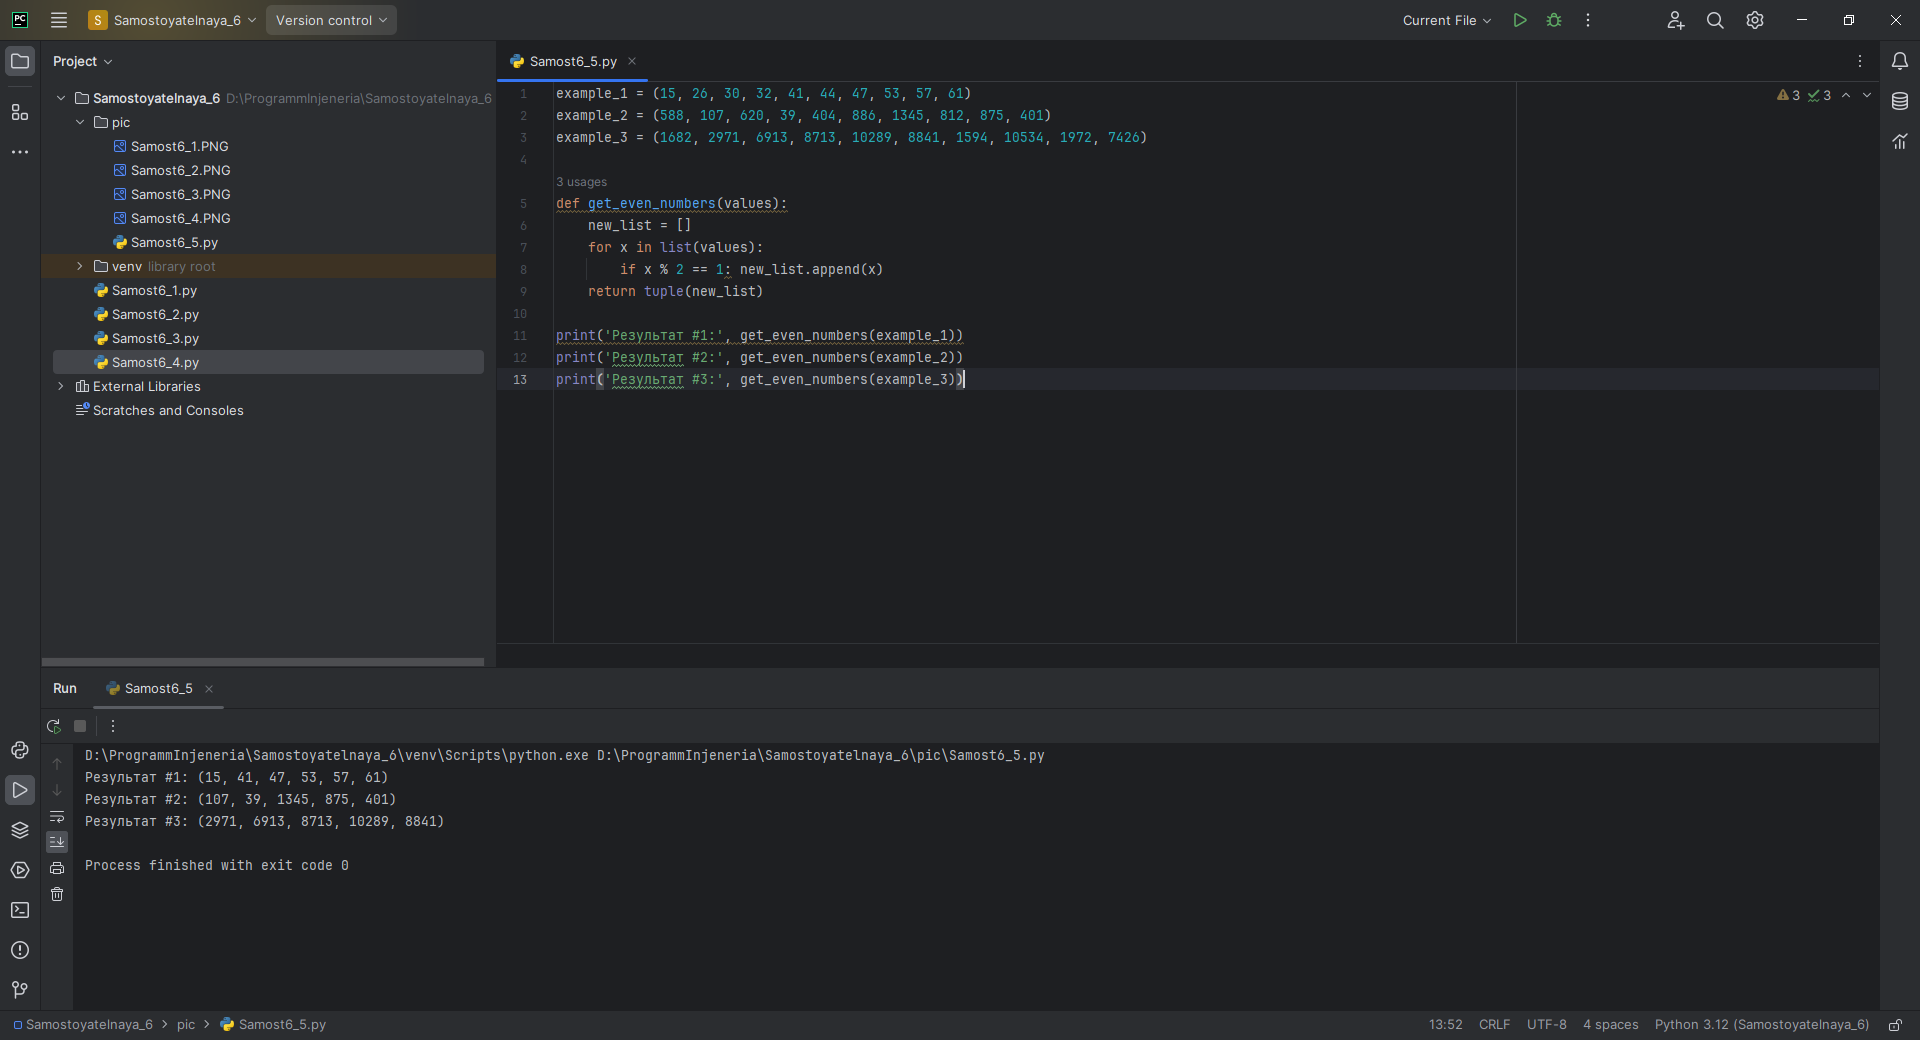 PC
S Samostoyatelnaya_6
Version control
Current File
Project
Samostoyatelnaya_6 D:\ProgrammInjeneria\Samostoyatelnaya_6
pic
Samost6_1.PNG
Samost6_2.PNG
Samost6_3.PNG
Samost6_4.PNG
Samost6_5.py
venv library root
Samost6_1.py
Samost6_2.py
Samost6_3.py
Samost6_4.py
External Libraries
Scratches and Consoles
Samost6_5.py
3 3
1 example_1 = (15, 26, 30, 32, 41, 44, 47, 53, 57, 61)
2 example_2 = (588, 107, 620, 39, 404, 886, 1345, 812, 875, 401)
3 example_3 = (1682, 2971, 6913, 8713, 10289, 8841, 1594, 10534, 1972, 7426)
4
3 usages
5 def get_even_numbers(values):
6 new_list = []
7 for x in list(values):
8 if x % 2 == 1: new_list.append(x)
9 return tuple(new_list)
10
11 print('Результат #1:', get_even_numbers(example_1))
12 print('Результат #2:', get_even_numbers(example_2))
13 print('Результат #3:', get_even_numbers(example_3))
Run
Samost6_5
D:\ProgrammInjeneria\Samostoyatelnaya_6\venv\Scripts\python.exe D:\ProgrammInjeneria\Samostoyatelnaya_6\pic\Samost6_5.py
Результат #1: (15, 41, 47, 53, 57, 61)
Результат #2: (107, 39, 1345, 875, 401)
Результат #3: (2971, 6913, 8713, 10289, 8841)
Process finished with exit code 0
Samostoyatelnaya_6 > pic > Samost6_5.py
13:52 CRLF UTF-8 4 spaces Python 3.12 (Samostoyatelnaya_6)